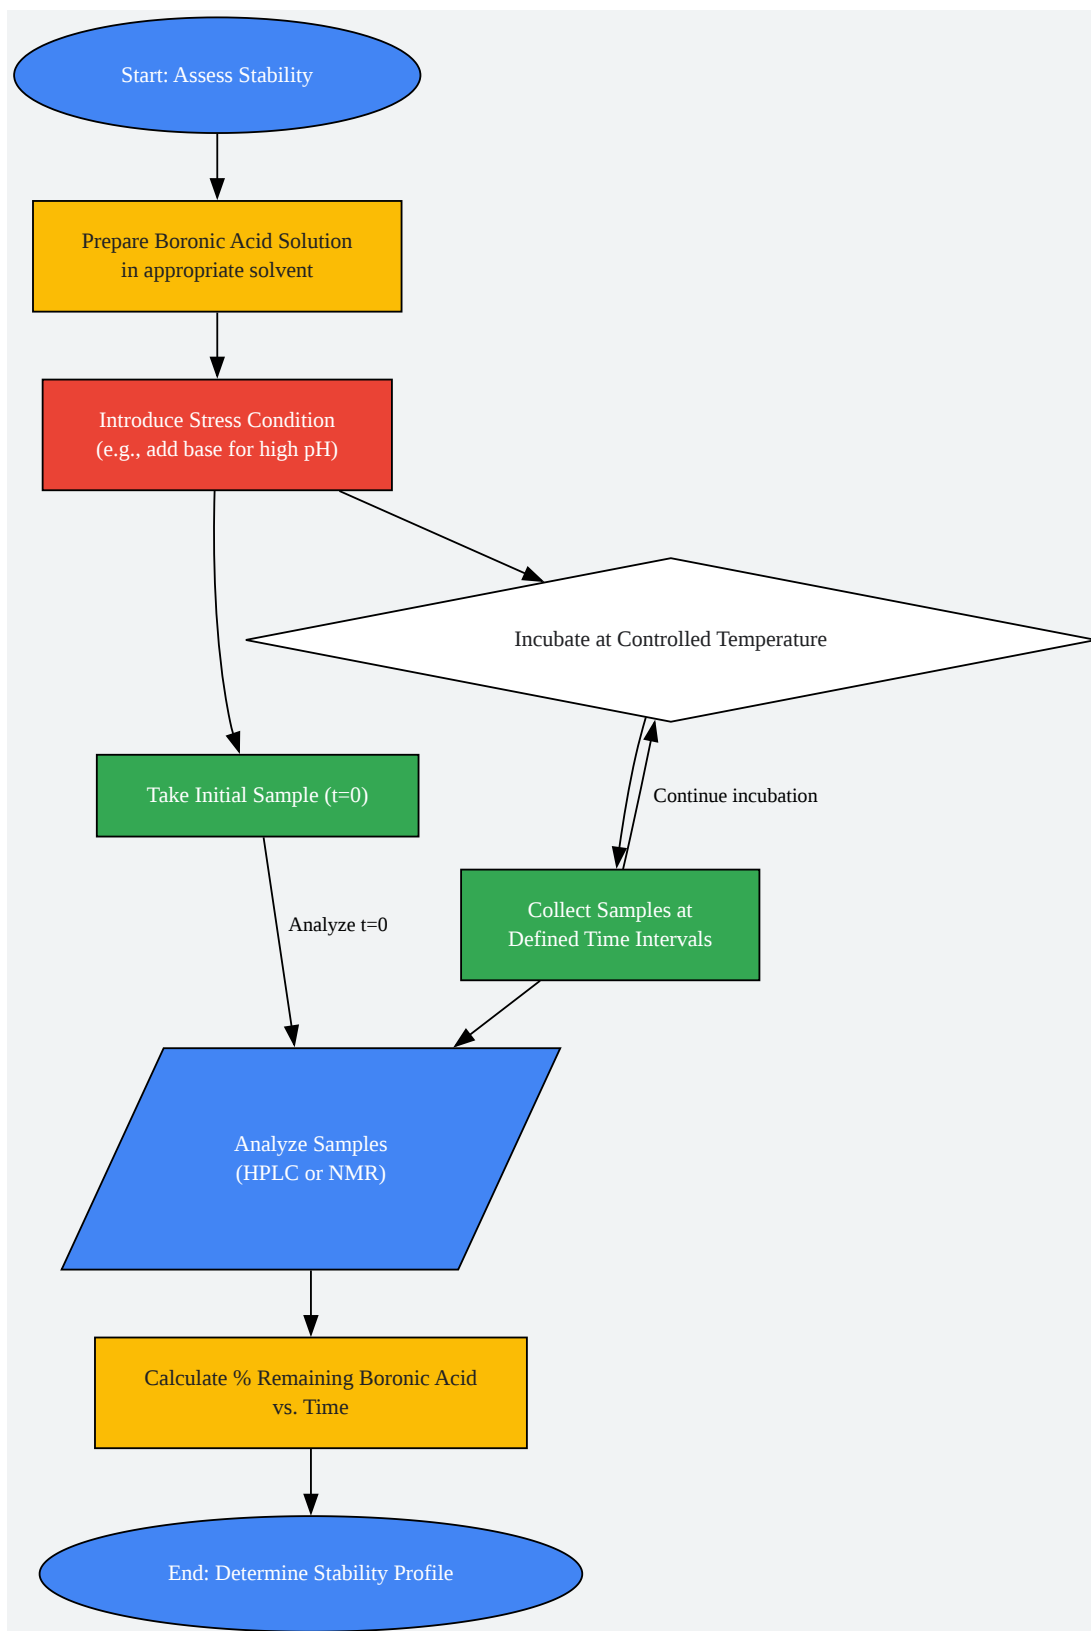 Start: Assess Stability
Prepare Boronic Acid Solution
in appropriate solvent
Introduce Stress Condition
(e.g., add base for high pH)
Incubate at Controlled Temperature
Take Initial Sample (t=0)
Continue incubation
Collect Samples at
Defined Time Intervals
Analyze t=0
Analyze Samples
(HPLC or NMR)
Calculate % Remaining Boronic Acid
vs. Time
End: Determine Stability Profile